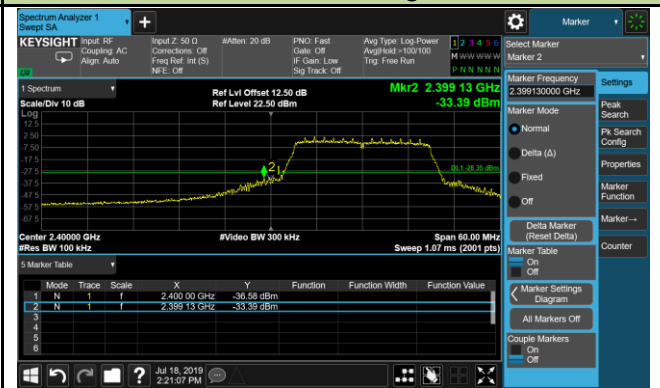 Spectrum Analyzer 1
Swept SA
KEYSIGHT
Input: RF
Coupling: AC
Align: Auto
Input Z: 50 Ω
Corrections: Off
Freq Ref: Int (S)
NFE: Off
#Atten: 20 dB
PNO: Fast
Gate: Off
IF Gain: Low
Sig Track: Off
Avg Type: Log-Power
Avg|Hold:>100/100
Trig: Free Run
1 2 3 4 5 6
M W W W W W
P N N N N N
LXI
1 Spectrum
Scale/Div 10 dB
Ref Lvl Offset 12.50 dB
Ref Level 22.50 dBm
Mkr2 2.399 13 GHz
-33.39 dBm
Log
12.5
2.50
-7.50
-17.5
-27.5
-37.5
-47.5
-57.5
-67.5
2
1
DL1 -28.35 dBm
Center 2.40000 GHz
#Res BW 100 kHz
#Video BW 300 kHz
Span 60.00 MHz
Sweep 1.07 ms (2001 pts)
5 Marker Table
Mode Trace Scale X Y Function Function Width Function Value
1 N 1 f 2.400 00 GHz -36.58 dBm
2 N 1 f 2.399 13 GHz -33.39 dBm
3
4
5
6
Jul 18, 2019
2:21:07 PM
Marker
Select Marker
Marker 2
Marker Frequency
2.399130000 GHz
Marker Mode
Normal
Delta (Δ)
Fixed
Off
Delta Marker
(Reset Delta)
Marker Table
On
Off
Marker Settings
Diagram
All Markers Off
Couple Markers
On
Off
Settings
Peak
Search
Pk Search
Config
Properties
Marker
Function
Marker→
Counter